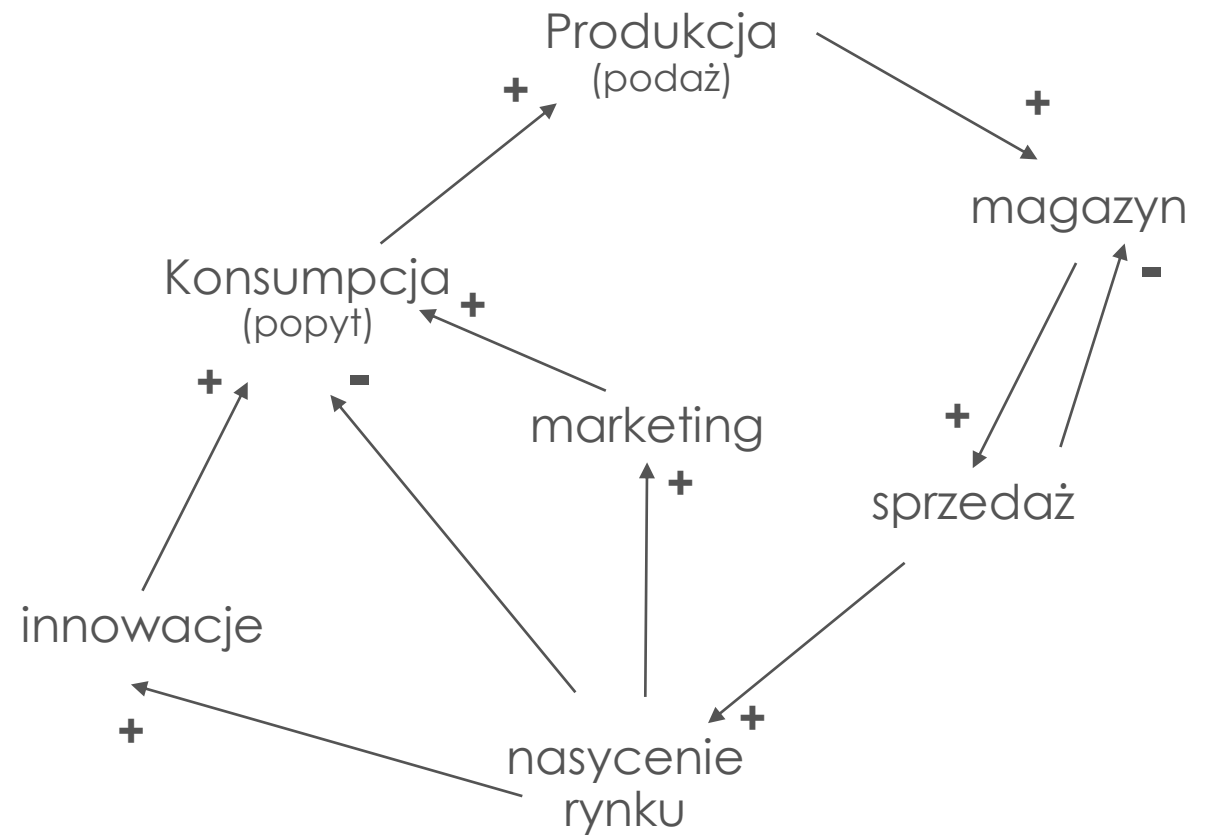 Produkcja
(podaż)
+
+
magazyn
-
Konsumpcja
(popyt)
+
+
-
marketing
+
+
sprzedaż
innowacje
+
+
nasycenie
rynku